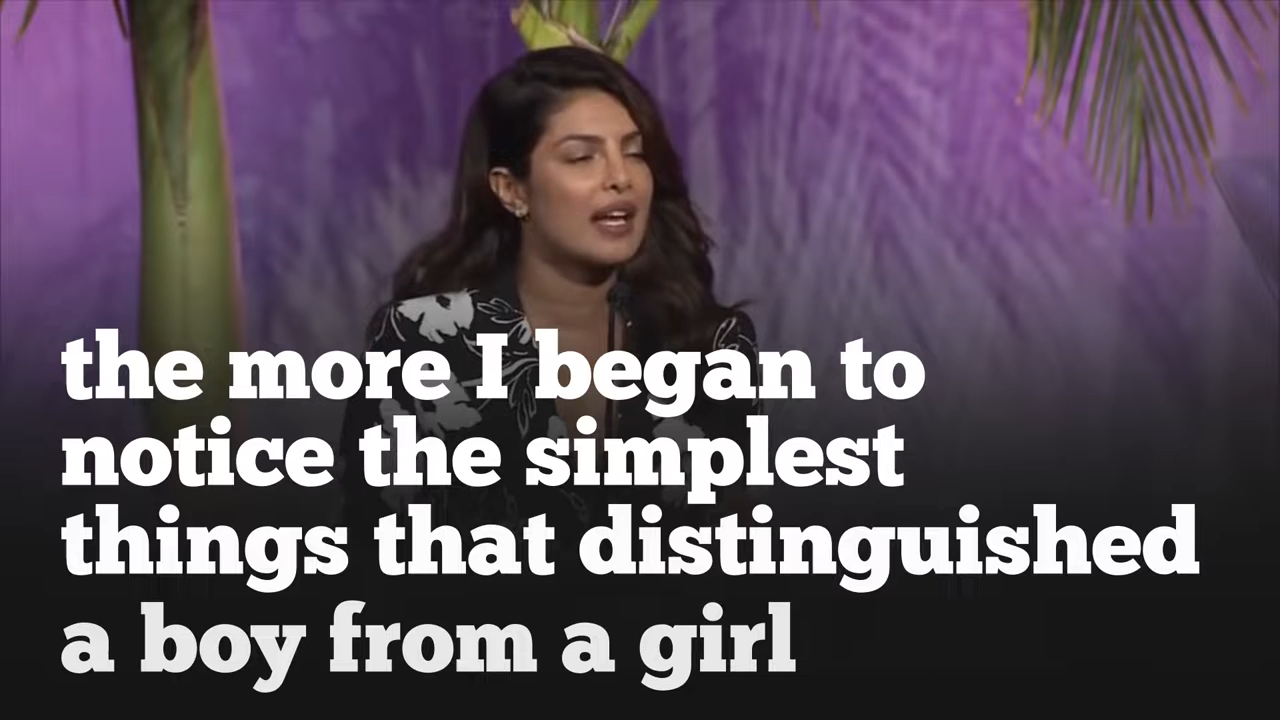 the more I began to
notice the simplest
things that distinguished
a boy from a girl